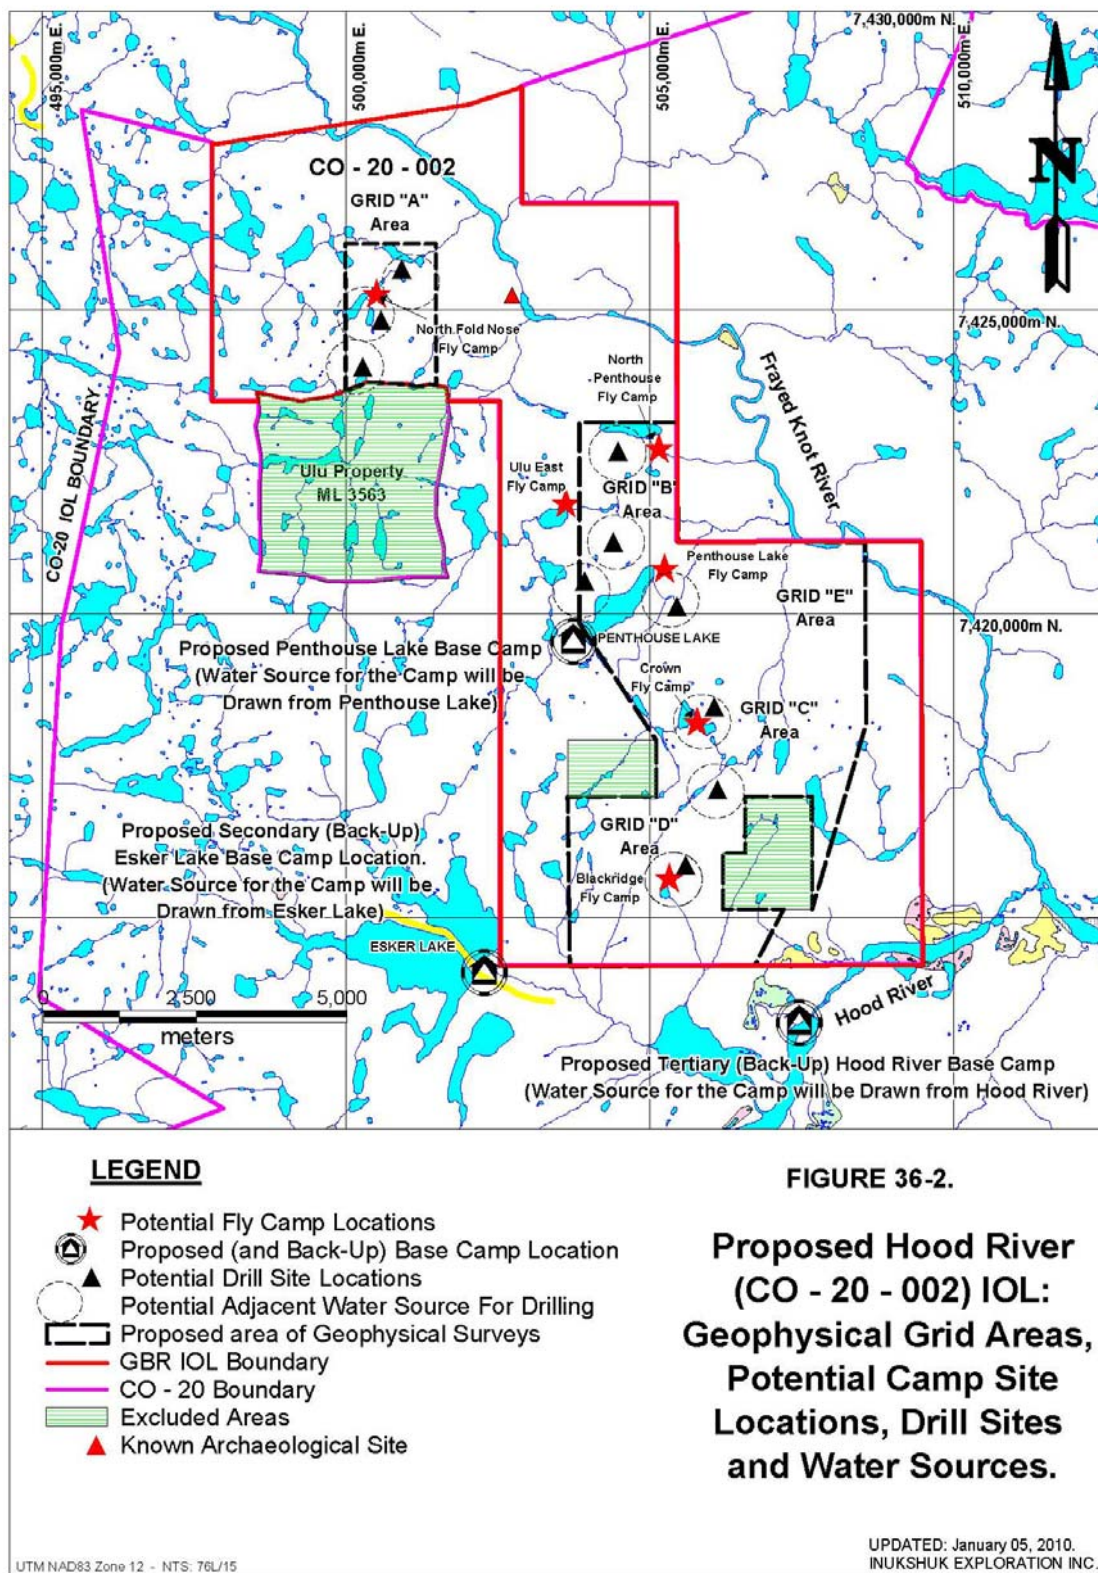 7,430,000m N.
495,000m E.
500,000m E.
505,000m E.
510,000m E.
N
CO - 20 - 002
GRID "A"
Area
North Fold Nose
Fly Camp
7,425,000m N.
North
Penthouse
Fly Camp
Frayed Knot River
CO-20 IOL BOUNDARY
Ulu Property
ML 3563
Ulu East
Fly Camp
GRID "B"
Area
Penthouse Lake
Fly Camp
GRID "E"
Area
7,420,000m N.
PENTHOUSE LAKE
Proposed Penthouse Lake Base Camp
(Water Source for the Camp will be
Drawn from Penthouse Lake)
Crown
Fly Camp
GRID "C"
Area
GRID "D"
Area
Blackridge
Fly Camp
Proposed Secondary (Back-Up)
Esker Lake Base Camp Location.
(Water Source for the Camp will be
Drawn from Esker Lake)
ESKER LAKE
0 2,500 5,000
meters
Hood River
Proposed Tertiary (Back-Up) Hood River Base Camp
(Water Source for the Camp will be Drawn from Hood River)
LEGEND
Potential Fly Camp Locations
Proposed (and Back-Up) Base Camp Location
Potential Drill Site Locations
Potential Adjacent Water Source For Drilling
Proposed area of Geophysical Surveys
GBR IOL Boundary
CO - 20 Boundary
Excluded Areas
Known Archaeological Site
FIGURE 36-2.
Proposed Hood River
(CO - 20 - 002) IOL:
Geophysical Grid Areas,
Potential Camp Site
Locations, Drill Sites
and Water Sources.
UTM NAD83 Zone 12 - NTS: 76L/15
UPDATED: January 05, 2010.
INUKSHUK EXPLORATION INC.